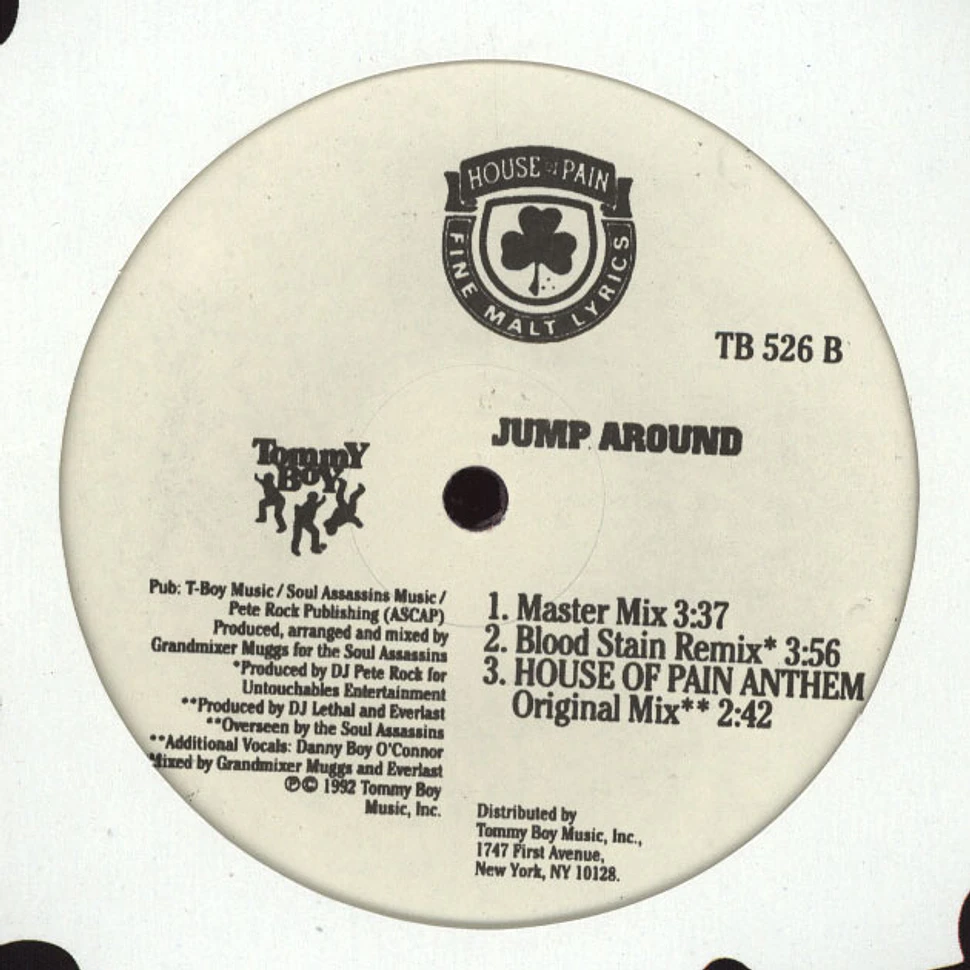 HOUSE of PAIN
FINE MALT LYRICS
TB 526 B
JUMP AROUND
Tommy
Boy
Pub: T-Boy Music / Soul Assassins Music /
Pete Rock Publishing (ASCAP)
Produced, arranged and mixed by
Grandmixer Muggs for the Soul Assassins
*Produced by DJ Pete Rock for
Untouchables Entertainment
**Produced by DJ Lethal and Everlast
**Overseen by the Soul Assassins
**Additional Vocals: Danny Boy O'Connor
Mixed by Grandmixer Muggs and Everlast
℗© 1992 Tommy Boy
Music, Inc.
1. Master Mix 3:37
2. Blood Stain Remix* 3:56
3. HOUSE OF PAIN ANTHEM
Original Mix** 2:42
Distributed by
Tommy Boy Music, Inc.,
1747 First Avenue,
New York, NY 10128.